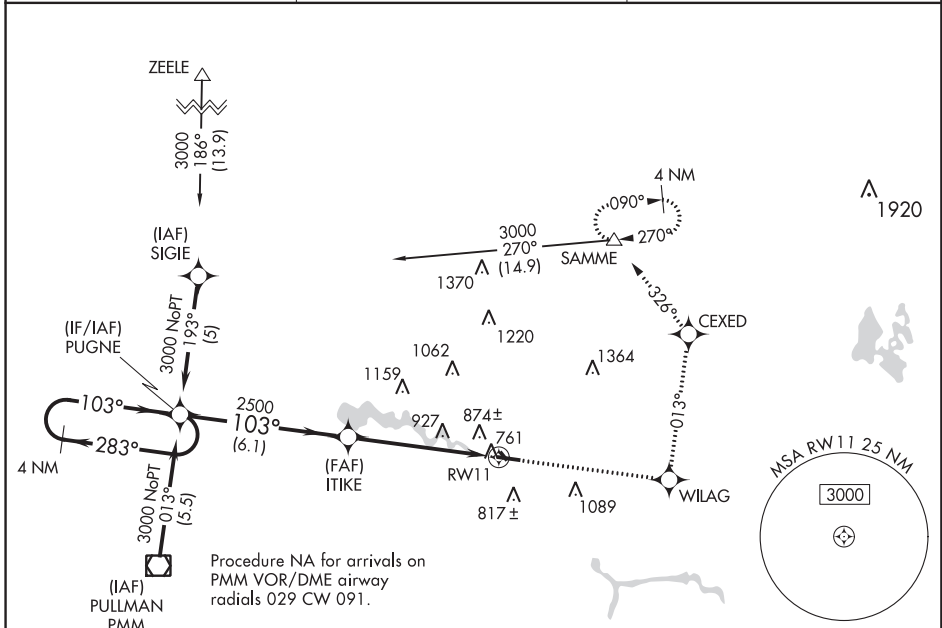 ZEELE
3000
186°
(13.9)
4 NM
090°
270°
1920
3000
270°
(14.9)
SAMME
1370
(IAF)
SIGIE
326°
CEXED
(IF/IAF)
PUGNE
3000 NoPT
193°
(5)
1220
1062
1364
1159
103°
2500
103°
(6.1)
927
874±
761
013°
283°
4 NM
(FAF)
ITIKE
RW11
WILAG
MSA RW11 25 NM
3000
817±
1089
3000 NoPT
013°
(5.5)
(IAF)
PULLMAN
PMM
Procedure NA for arrivals on
PMM VOR/DME airway
radials 029 CW 091.